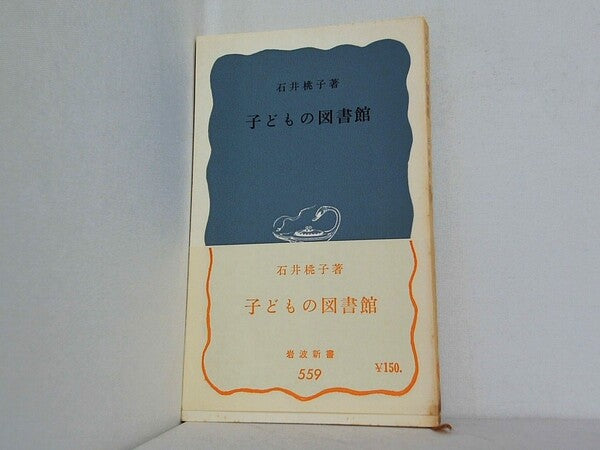 石井桃子著
子どもの図書館
石井桃子著
子どもの図書館
岩波新書
559
¥150.